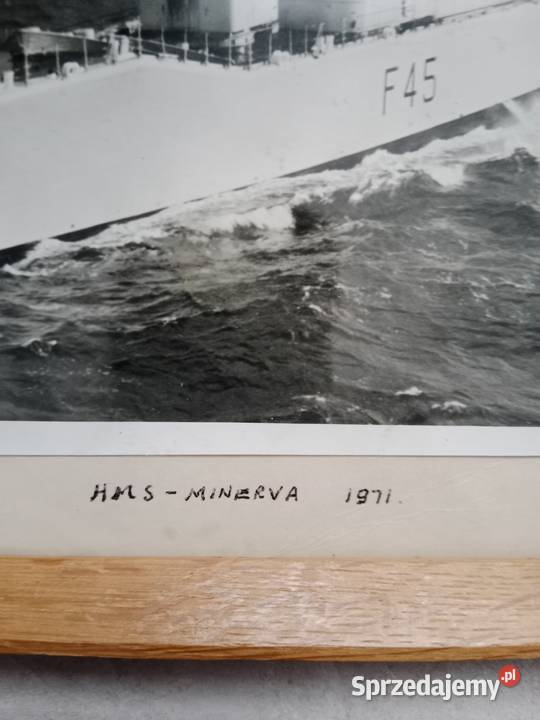 F45
HMS - MINERVA 1971.
Sprzedajemy.pl